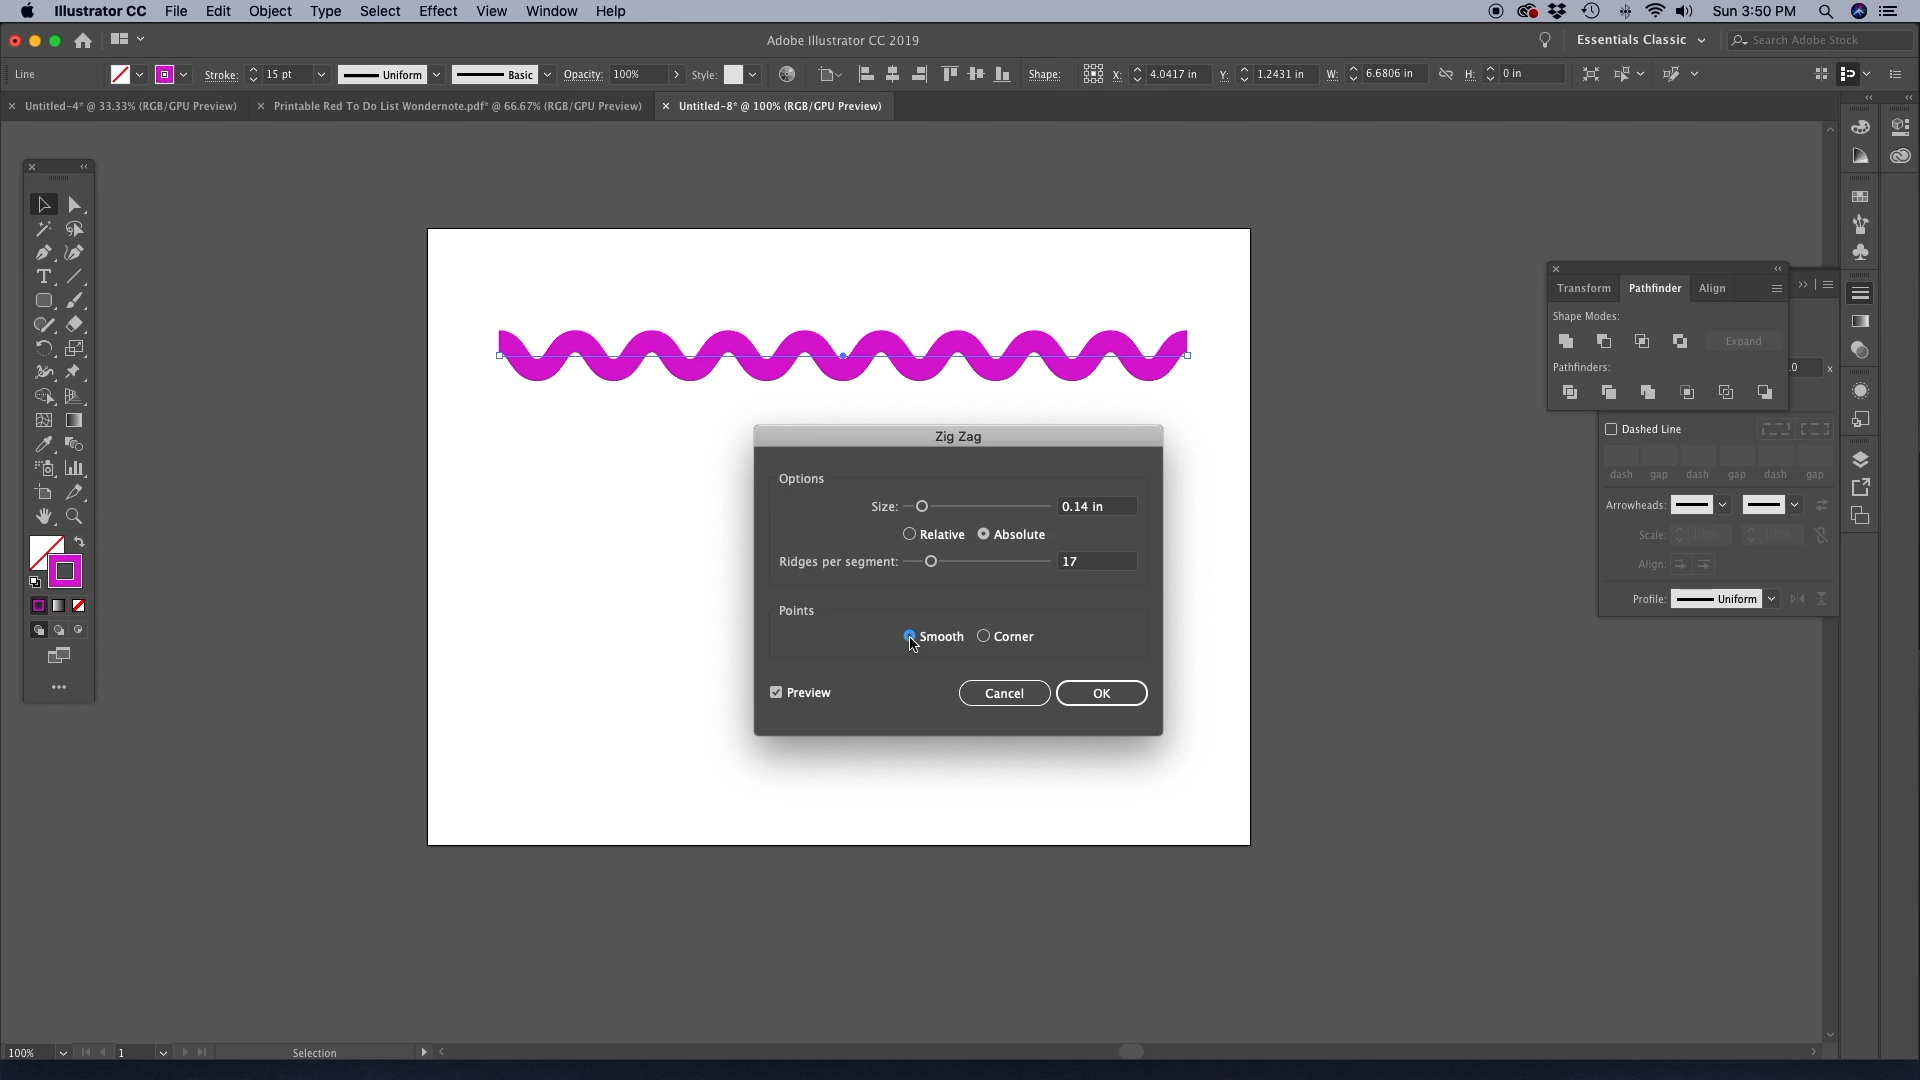 Illustrator CC File Edit Object Type Select Effect View Window Help Sun 3:50 PM
Adobe Illustrator CC 2019 Essentials Classic Search Adobe Stock
Line Stroke: 15 pt Uniform Basic Opacity: 100% Style: Shape: X: 4.0417 in Y: 1.2431 in W: 6.6806 in H: 0 in
Untitled-4* @ 33.33% (RGB/GPU Preview) Printable Red To Do List Wondernote.pdf* @ 66.67% (RGB/GPU Preview) Untitled-8* @ 100% (RGB/GPU Preview)
Transform Pathfinder Align
Shape Modes:
Expand
Pathfinders:
.0 x
Dashed Line
dash gap dash gap dash gap
Arrowheads:
Scale: 100% 100%
Align:
Profile: Uniform
Zig Zag
Options
Size: 0.14 in
Relative Absolute
Ridges per segment: 17
Points
Smooth Corner
Preview Cancel OK
100% 1 Selection